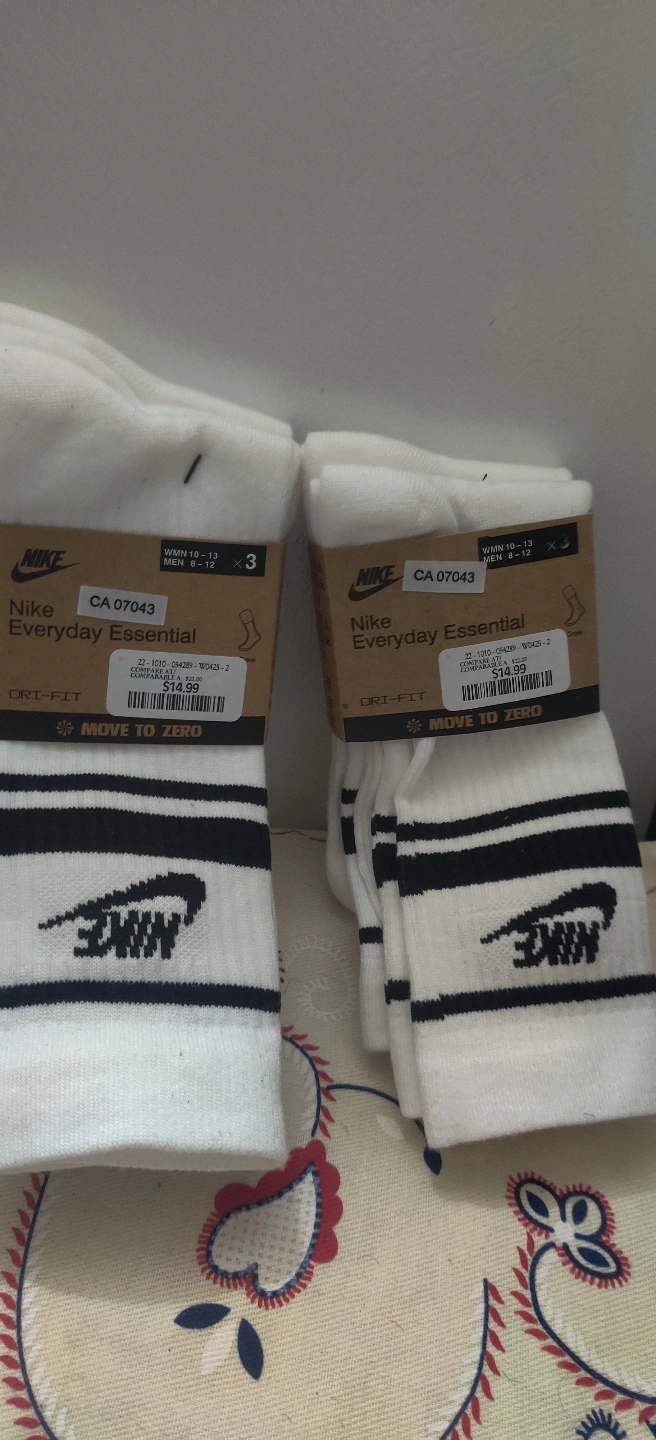 NIKE
WMN 10 – 13
MEN 8 – 12
×3
CA 07043
Nike
Everyday Essential
22 - 1010 - 054289 - W0425 - 2
COMPARE AT/
COMPARABLE A $22.00
$14.99
DRI-FIT
MOVE TO ZERO
NIKE
NIKE
WMN 10 – 13
MEN 8 – 12
×3
CA 07043
Nike
Everyday Essential
Crew
22 - 1010 - 054289 - W0425 - 2
COMPARE AT/
COMPARABLE A $22.00
$14.99
DRI-FIT
MOVE TO ZERO
NIKE